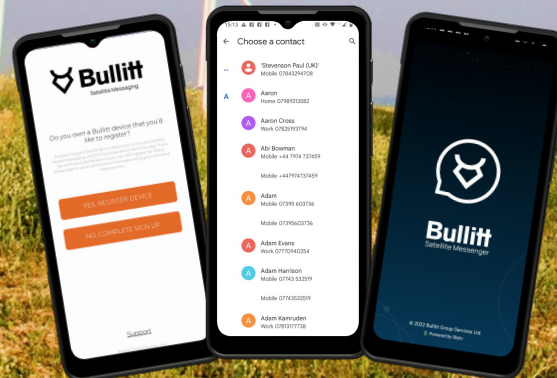 Bullitt
Satellite Messaging
Do you own a Bullitt device that you'd
like to register?
YES, REGISTER DEVICE
NO, COMPLETE SIGN UP
Support
15:13
Choose a contact
'Stevenson Paul (UK)'
Mobile 07843294708
A
A
Aaron
Home 07989213582
A
Aaron Cross
Work 07825193794
A
Abi Bowman
Mobile +44 7974 737459
Mobile +447974737459
A
Adam
Mobile 07395 603736
Mobile 07395603736
A
Adam Evans
Work 07770940254
A
Adam Harrison
Mobile 07743 532519
Mobile 07743532519
A
Adam Kamruden
Work 07813177738
Bullitt
Satellite Messenger
© 2022 Bullitt Group Services Ltd.
Powered by Skylo